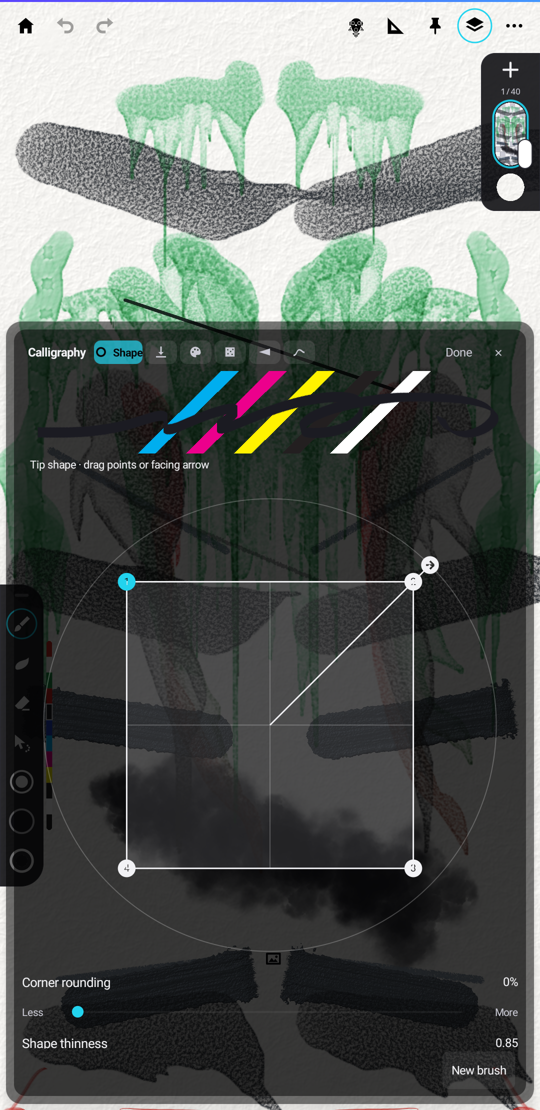 1/40
Calligraphy Shape Done ×
Tip shape · drag points or facing arrow
1 2
4 3
Corner rounding 0%
Less More
Shape thinness 0.85
New brush